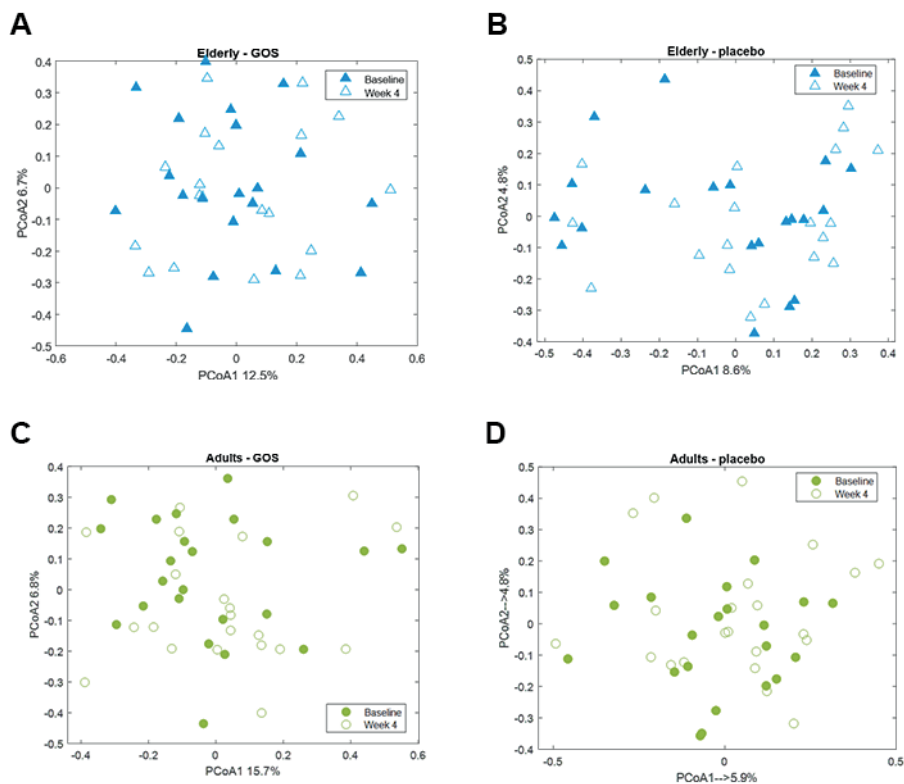 A
Elderly - GOS
0.4
0.3
0.2
0.1
0
-0.1
-0.2
-0.3
-0.4
-0.5
PCoA2 6.7%
Baseline
Week 4
-0.6 -0.4 -0.2 0 0.2 0.4 0.6
PCoA1 12.5%
B
Elderly - placebo
0.5
0.4
0.3
0.2
0.1
0
-0.1
-0.2
-0.3
-0.4
PCoA2 4.8%
Baseline
Week 4
-0.5 -0.4 -0.3 -0.2 -0.1 0 0.1 0.2 0.3 0.4
PCoA1 8.6%
C
Adults - GOS
0.4
0.3
0.2
0.1
0
-0.1
-0.2
-0.3
-0.4
-0.5
PCoA2 6.8%
Baseline
Week 4
-0.4 -0.2 0 0.2 0.4 0.6
PCoA1 15.7%
D
Adults - placebo
0.5
0.4
0.3
0.2
0.1
0
-0.1
-0.2
-0.3
-0.4
PCoA2-->4.8%
Baseline
Week 4
-0.5 0 0.5
PCoA1-->5.9%